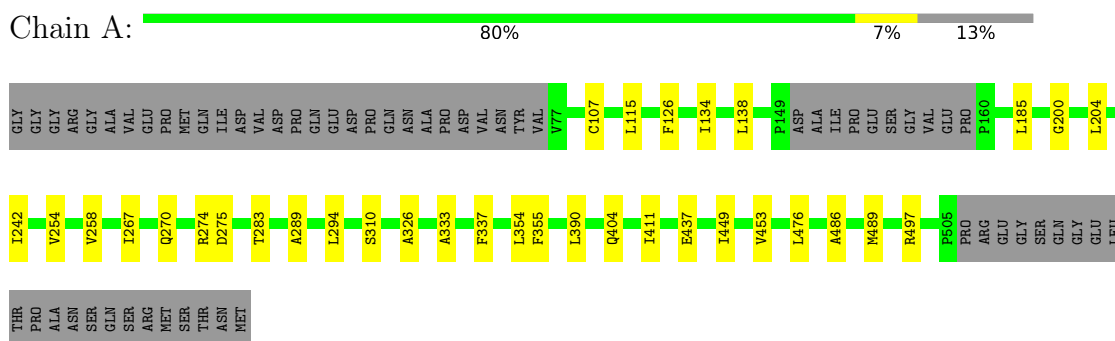 Chain A:
80% 7% 13%
GLY GLY GLY ARG GLY ALA VAL GLU PRO MET GLN ILE ASP VAL ASP PRO GLN GLU ASP PRO GLN ASN ALA PRO ASP VAL ASN TYR VAL V77 C107 L115 F126 I134 L138 P149 ASP ALA ILE PRO GLU SER GLY VAL GLU PRO P160 L185 G200 L204
I242 V254 V258 I267 Q270 R274 D275 T283 A289 L294 S310 A326 A333 F337 L354 F355 L390 Q404 I411 E437 I449 V453 L476 A486 M489 R497 P505 PRO ARG GLU GLY SER GLN GLY GLU LEU
THR PRO ALA ASN SER GLN SER ARG MET SER THR ASN MET